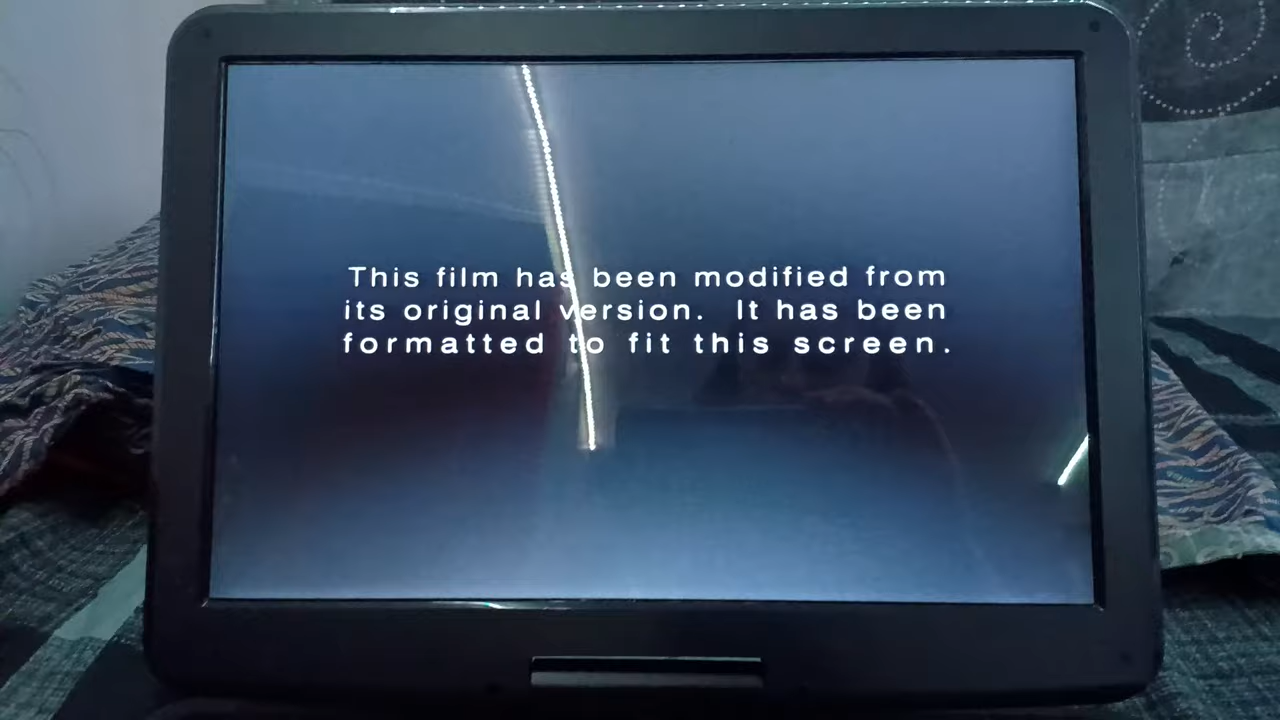 This film has been modified from
its original version. It has been
formatted to fit this screen.